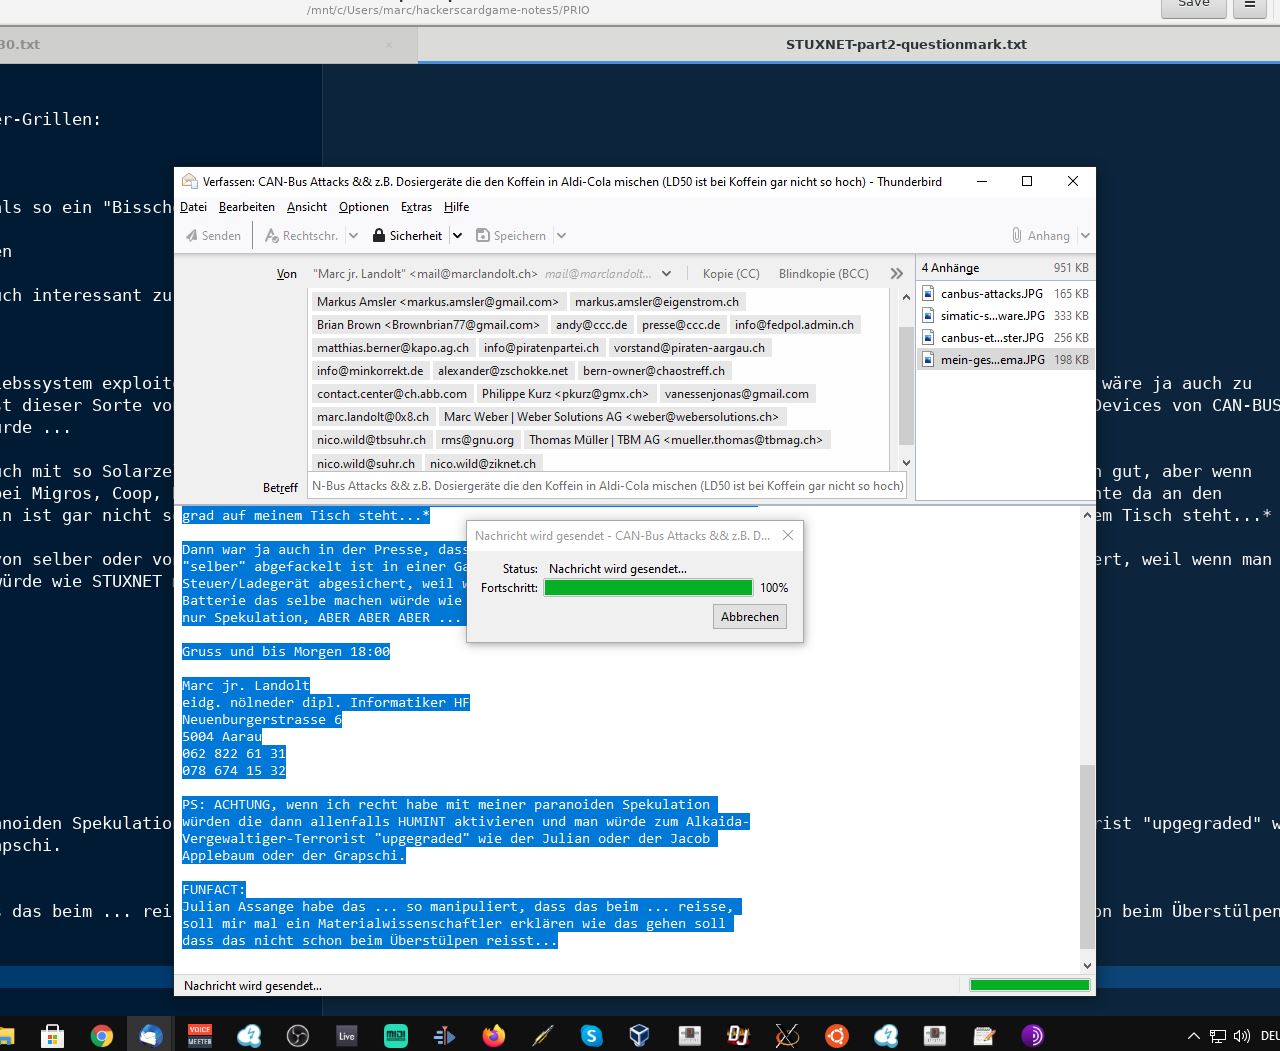 /mnt/c/Users/marc/hackerscardgame-notes5/PRIO
Save
30.txt
STUXNET-part2-questionmark.txt
er-Grillen:
als so ein "Bissch
en
uch interessant zu
iebssystem exploit
st dieser Sorte vo
urde ...
uch mit so Solarze
bei Migros, Coop,
in ist gar nicht s
von selber oder vo
würde wie STUXNET
anoiden Spekulation
apschi.
s das beim ... rei
Verfassen: CAN-Bus Attacks && z.B. Dosiergeräte die den Koffein in Aldi-Cola mischen (LD50 ist bei Koffein gar nicht so hoch) - Thunderbird
Datei Bearbeiten Ansicht Optionen Extras Hilfe
Senden Rechtschr. Sicherheit Speichern Anhang
Von "Marc jr. Landolt" <mail@marclandolt.ch> mail@marclandolt... Kopie (CC) Blindkopie (BCC)
Markus Amsler <markus.amsler@gmail.com> markus.amsler@eigenstrom.ch
Brian Brown <Brownbrian77@gmail.com> andy@ccc.de presse@ccc.de info@fedpol.admin.ch
matthias.berner@kapo.ag.ch info@piratenpartei.ch vorstand@piraten-aargau.ch
info@minkorrekt.de alexander@zschokke.net bern-owner@chaostreff.ch
contact.center@ch.abb.com Philippe Kurz <pkurz@gmx.ch> vanessenjonas@gmail.com
marc.landolt@0x8.ch Marc Weber | Weber Solutions AG <weber@webersolutions.ch>
nico.wild@tbsuhr.ch rms@gnu.org Thomas Müller | TBM AG <mueller.thomas@tbmag.ch>
nico.wild@suhr.ch nico.wild@ziknet.ch
Betreff N-Bus Attacks && z.B. Dosiergeräte die den Koffein in Aldi-Cola mischen (LD50 ist bei Koffein gar nicht so hoch)
4 Anhänge 951 KB
canbus-attacks.JPG 165 KB
simatic-s...ware.JPG 333 KB
canbus-et...ster.JPG 256 KB
mein-ges...ema.JPG 198 KB
grad auf meinem Tisch steht...*
Dann war ja auch in der Presse, dass
"selber" abgefackelt ist in einer Ga
Steuer/Ladegerät abgesichert, weil w
Batterie das selbe machen würde wie
nur Spekulation, ABER ABER ABER ...
Gruss und bis Morgen 18:00
Marc jr. Landolt
eidg. nölneder dipl. Informatiker HF
Neuenburgerstrasse 6
5004 Aarau
062 822 61 31
078 674 15 32
PS: ACHTUNG, wenn ich recht habe mit meiner paranoiden Spekulation
würden die dann allenfalls HUMINT aktivieren und man würde zum Alkaida-
Vergewaltiger-Terrorist "upgegraded" wie der Julian oder der Jacob
Applebaum oder der Grapschi.
FUNFACT:
Julian Assange habe das ... so manipuliert, dass das beim ... reisse,
soll mir mal ein Materialwissenschaftler erklären wie das gehen soll
dass das nicht schon beim Überstülpen reisst...
Nachricht wird gesendet - CAN-Bus Attacks && z.B. D...
Status: Nachricht wird gesendet...
Fortschritt: 100%
Abbrechen
Nachricht wird gesendet...
wäre ja auch zu
Devices von CAN-BUS
n gut, aber wenn
nte da an den
em Tisch steht...*
ert, weil wenn man
rist "upgegraded" w
on beim Überstülpen
VOICE
MEETER
Live
MIDI
DEU